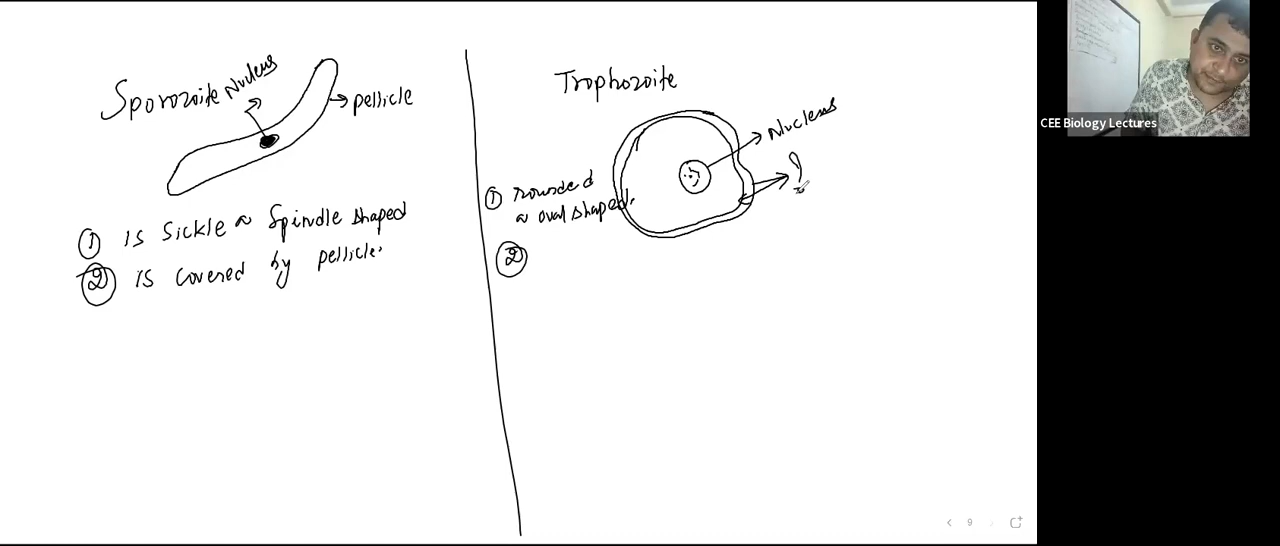 Sporozoite
Nucleus
pellicle
① is Sickle or Spindle shaped
② is covered by pellicle.
Trophozoite
Nucleus
① rounded
or oval shaped.
②
CEE Biology Lectures
9